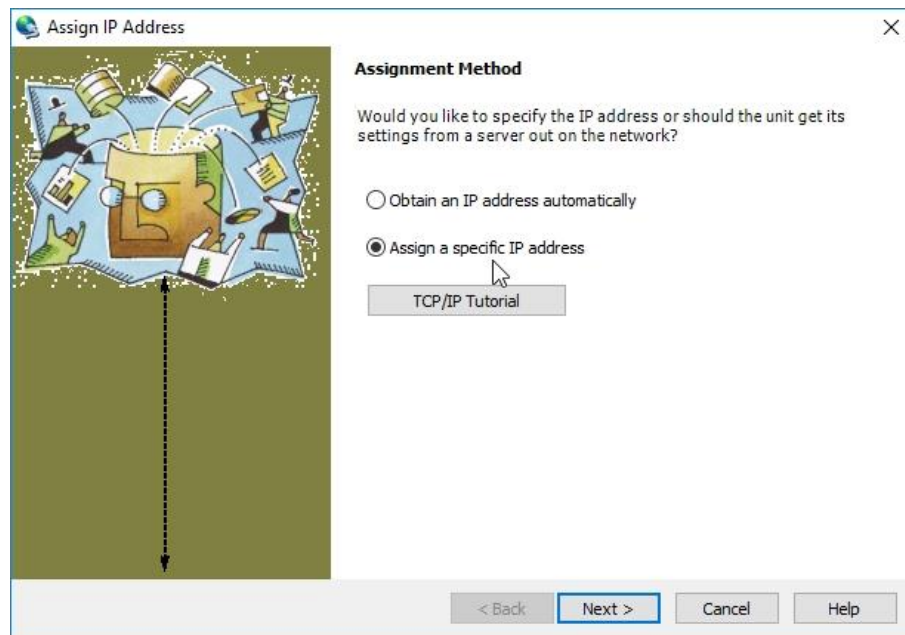 Assign IP Address
Assignment Method
Would you like to specify the IP address or should the unit get its
settings from a server out on the network?
Obtain an IP address automatically
Assign a specific IP address
TCP/IP Tutorial
< Back
Next >
Cancel
Help